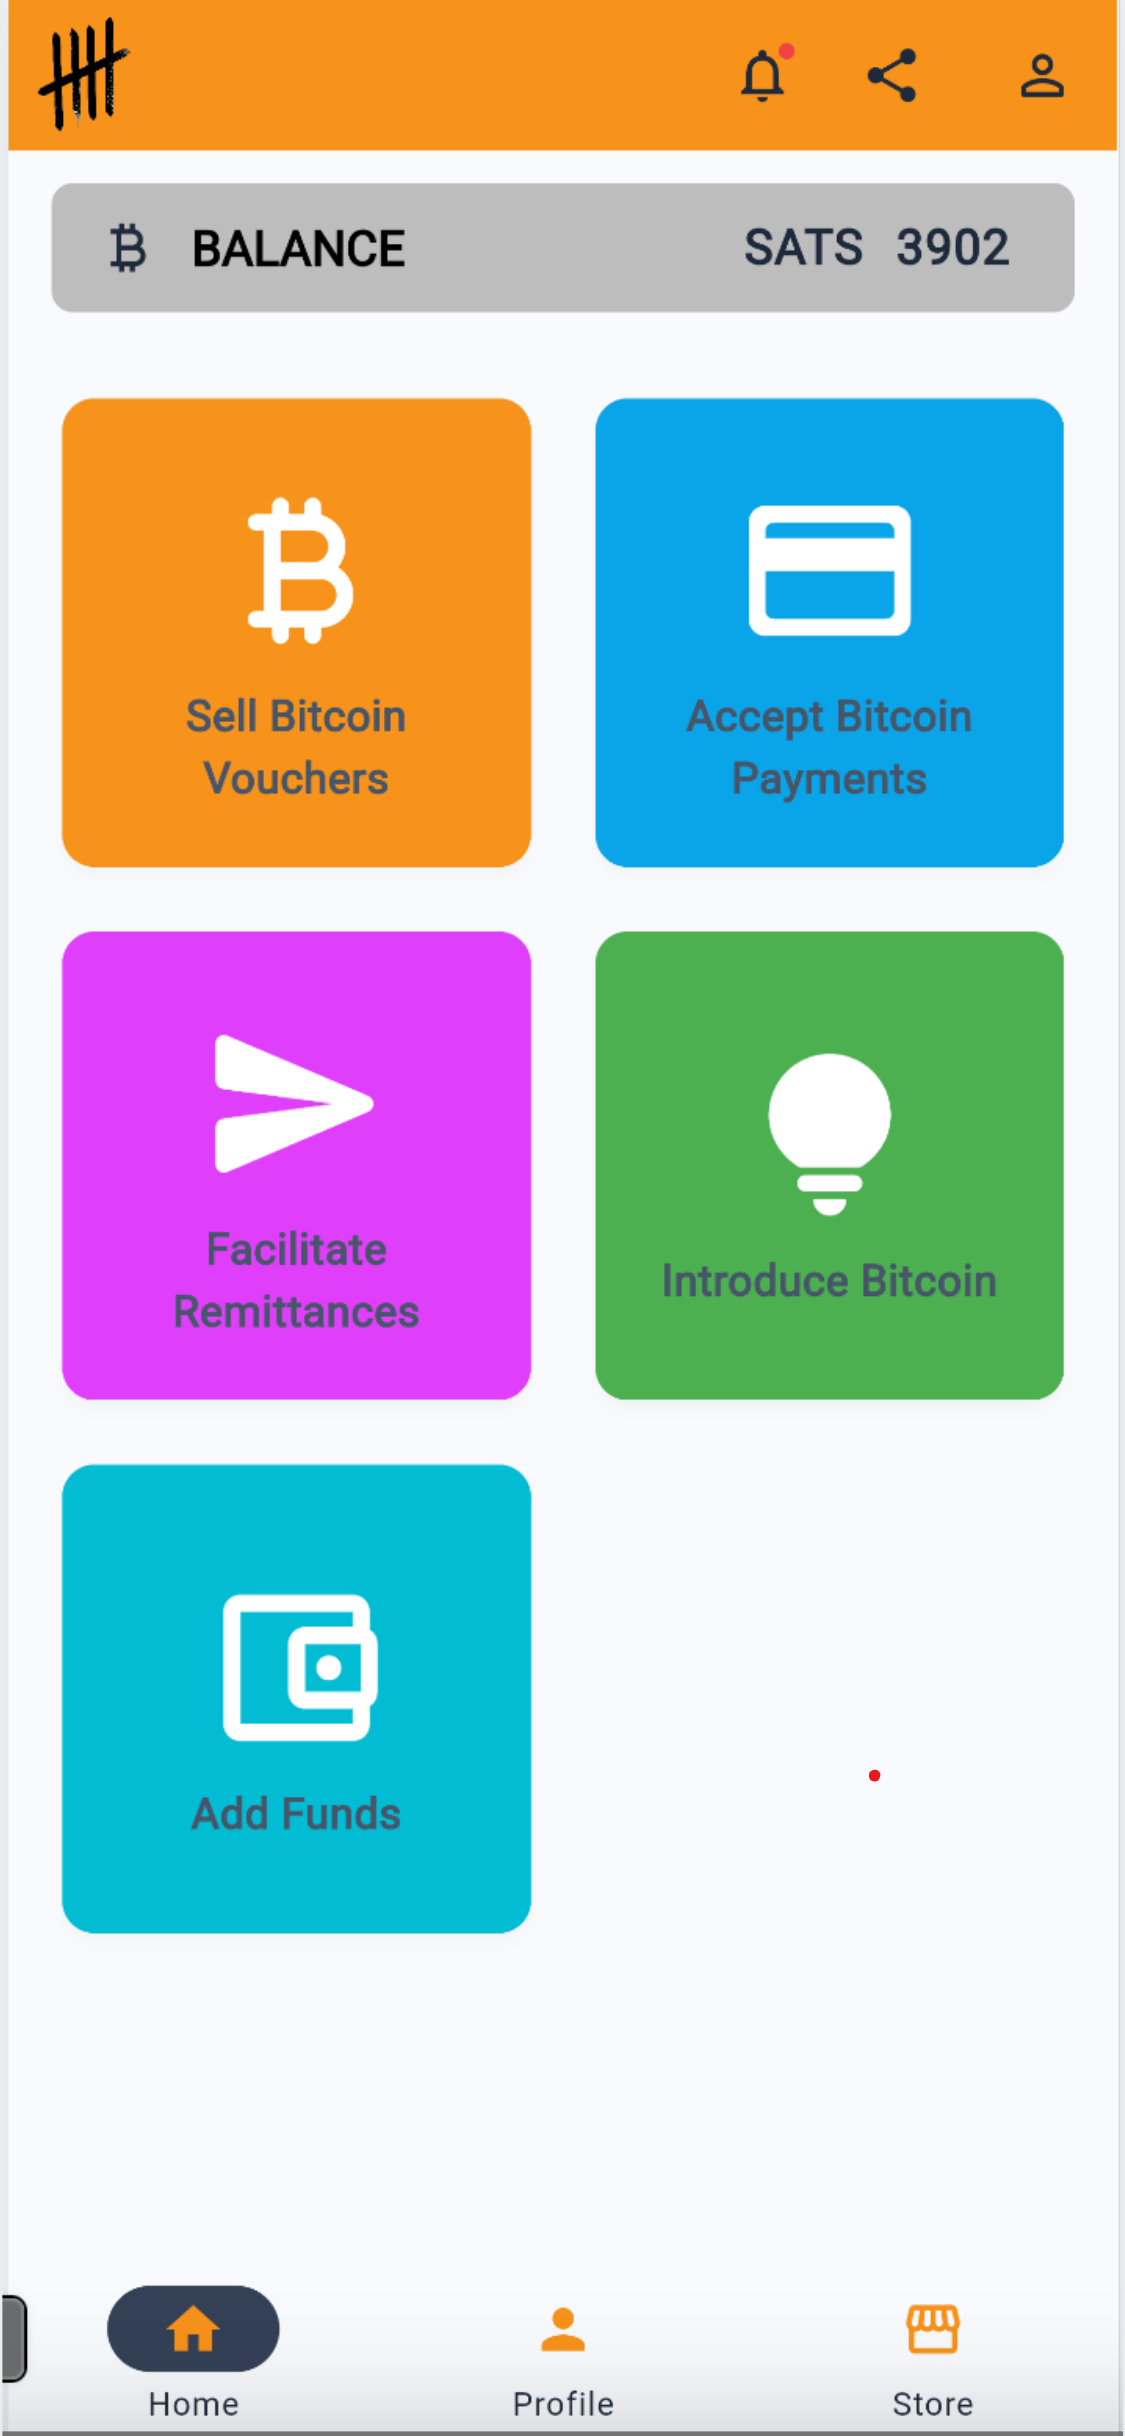 BALANCE SATS 3902
Sell Bitcoin
Vouchers
Accept Bitcoin
Payments
Facilitate
Remittances
Introduce Bitcoin
Add Funds
Home Profile Store